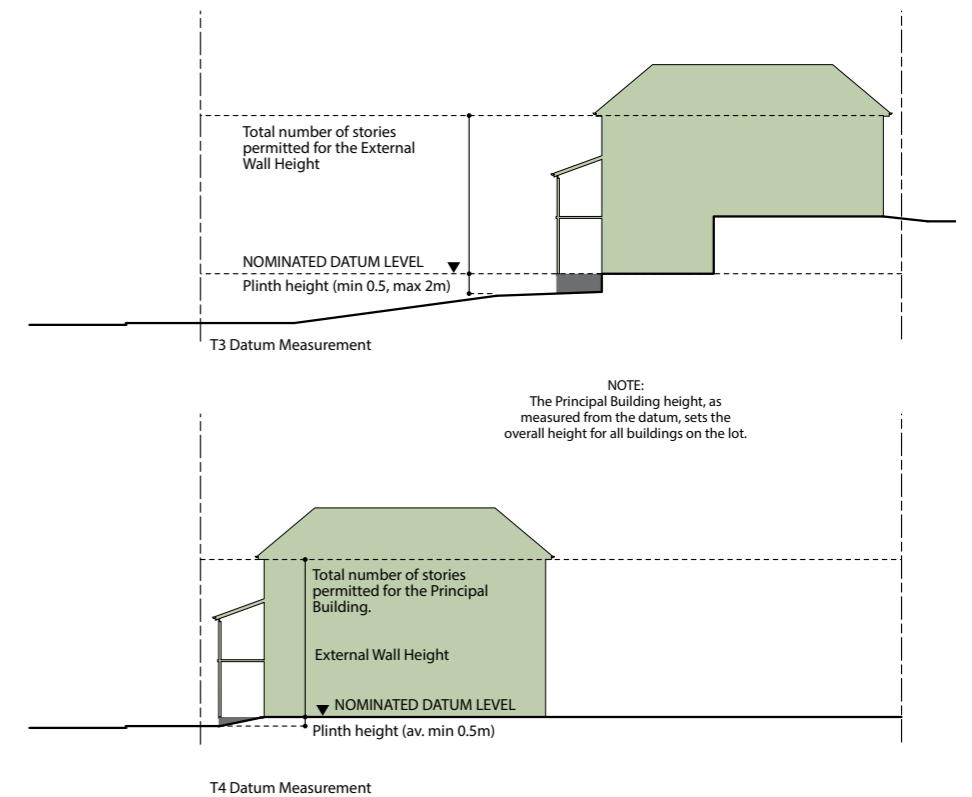 Total number of stories
permitted for the External
Wall Height
NOMINATED DATUM LEVEL
Plinth height (min 0.5, max 2m)
T3 Datum Measurement
NOTE:
The Principal Building height, as
measured from the datum, sets the
overall height for all buildings on the lot.
Total number of stories
permitted for the Principal
Building.
External Wall Height
NOMINATED DATUM LEVEL
Plinth height (av. min 0.5m)
T4 Datum Measurement